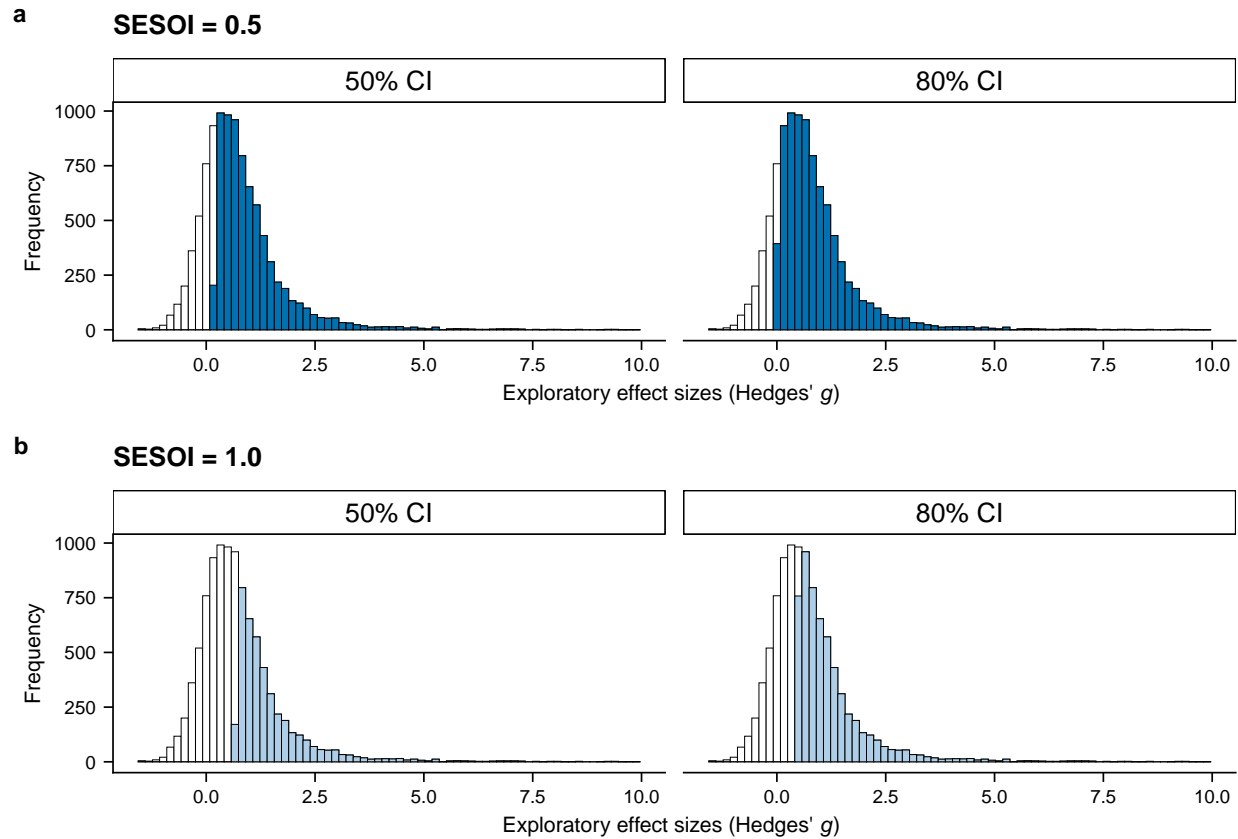 a
SESOI = 0.5
50% CI
80% CI
1000
750
500
250
0
Frequency
0.0 2.5 5.0 7.5 10.0
0.0 2.5 5.0 7.5 10.0
Exploratory effect sizes (Hedges' g)
b
SESOI = 1.0
50% CI
80% CI
1000
750
500
250
0
Frequency
0.0 2.5 5.0 7.5 10.0
0.0 2.5 5.0 7.5 10.0
Exploratory effect sizes (Hedges' g)